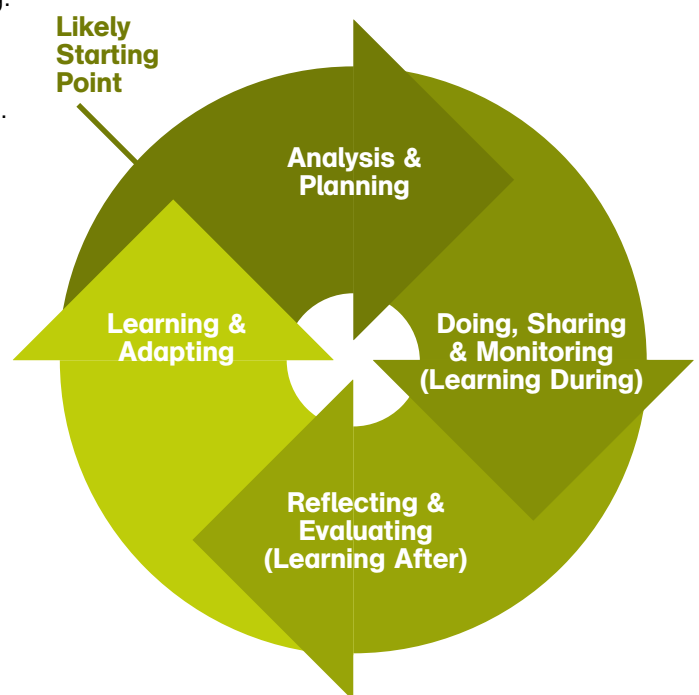 g.
Likely
Starting
Point
.
Analysis &
Planning
Learning &
Adapting
Doing, Sharing
& Monitoring
(Learning During)
Reflecting &
Evaluating
(Learning After)